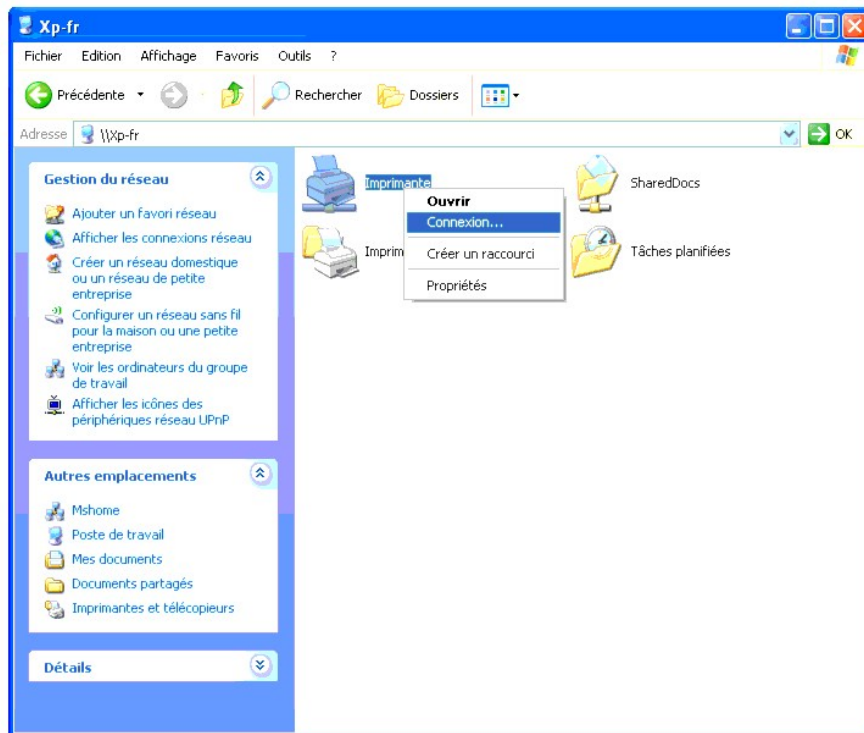 Xp-fr
Fichier Edition Affichage Favoris Outils ?
Précédente Rechercher Dossiers
Adresse \\Xp-fr OK
Gestion du réseau
Ajouter un favori réseau
Afficher les connexions réseau
Créer un réseau domestique
ou un réseau de petite
entreprise
Configurer un réseau sans fil
pour la maison ou une petite
entreprise
Voir les ordinateurs du groupe
de travail
Afficher les icônes des
périphériques réseau UPnP
Autres emplacements
Mshome
Poste de travail
Mes documents
Documents partagés
Imprimantes et télécopieurs
Détails
Imprimante
SharedDocs
Imprim
Tâches planifiées
Ouvrir
Connexion...
Créer un raccourci
Propriétés